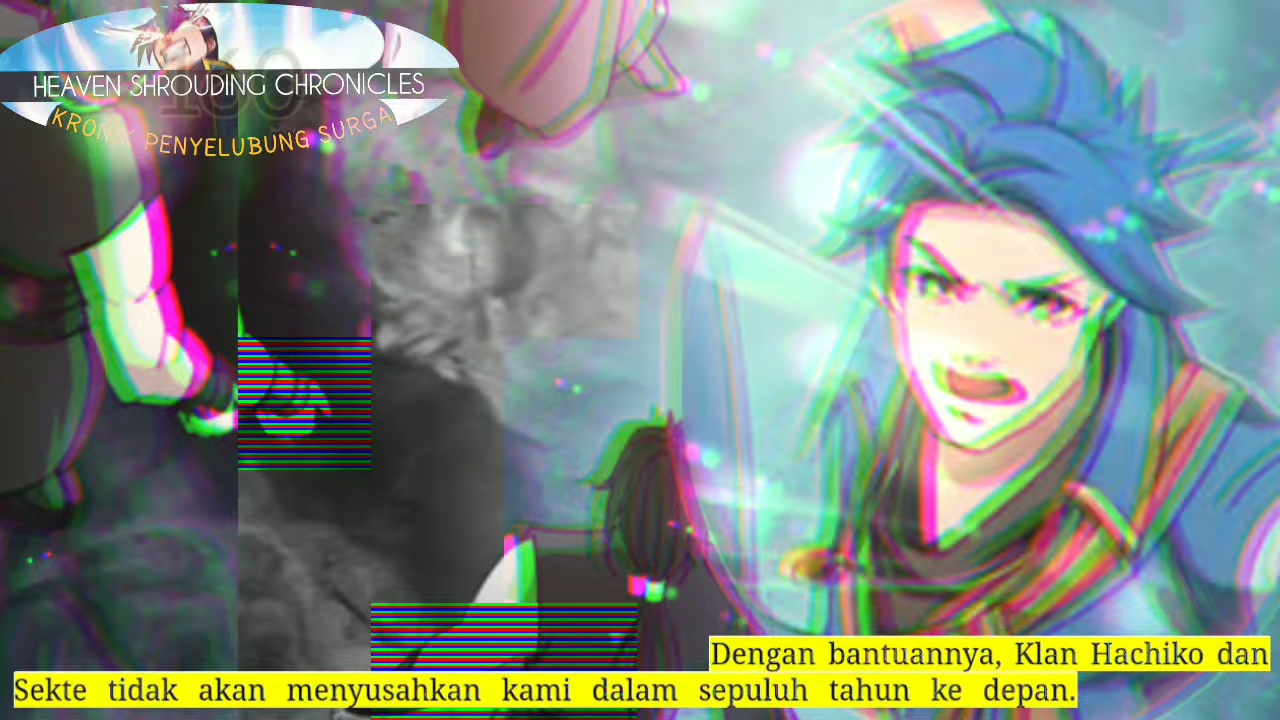 HEAVEN SHROUDING CHRONICLES
KRONIK PENYELUBUNG SURGA
Dengan bantuannya, Klan Hachiko dan
Sekte tidak akan menyusahkan kami dalam sepuluh tahun ke depan.